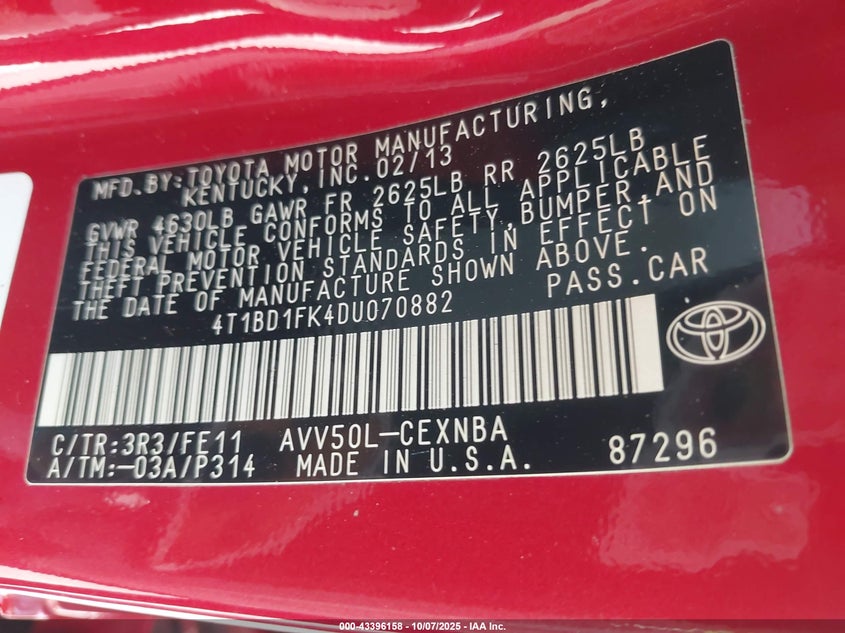 MFD.BY:TOYOTA MOTOR MANUFACTURING,
KENTUCKY,INC.02/13
GVWR 4630LB GAWR FR 2625LB RR 2625LB
THIS VEHICLE CONFORMS TO ALL APPLICABLE
FEDERAL MOTOR VEHICLE SAFETY,BUMPER,AND
THEFT PREVENTION STANDARDS IN EFFECT ON
THE DATE OF MANUFACTURE SHOWN ABOVE.
4T1BD1FK4DU070882 PASS.CAR
C/TR:3R3/FE11 AVV50L-CEXNBA
A/TM:-03A/P314 MADE IN U.S.A. 87296
000-43396158 - 10/07/2025 - IAA Inc.